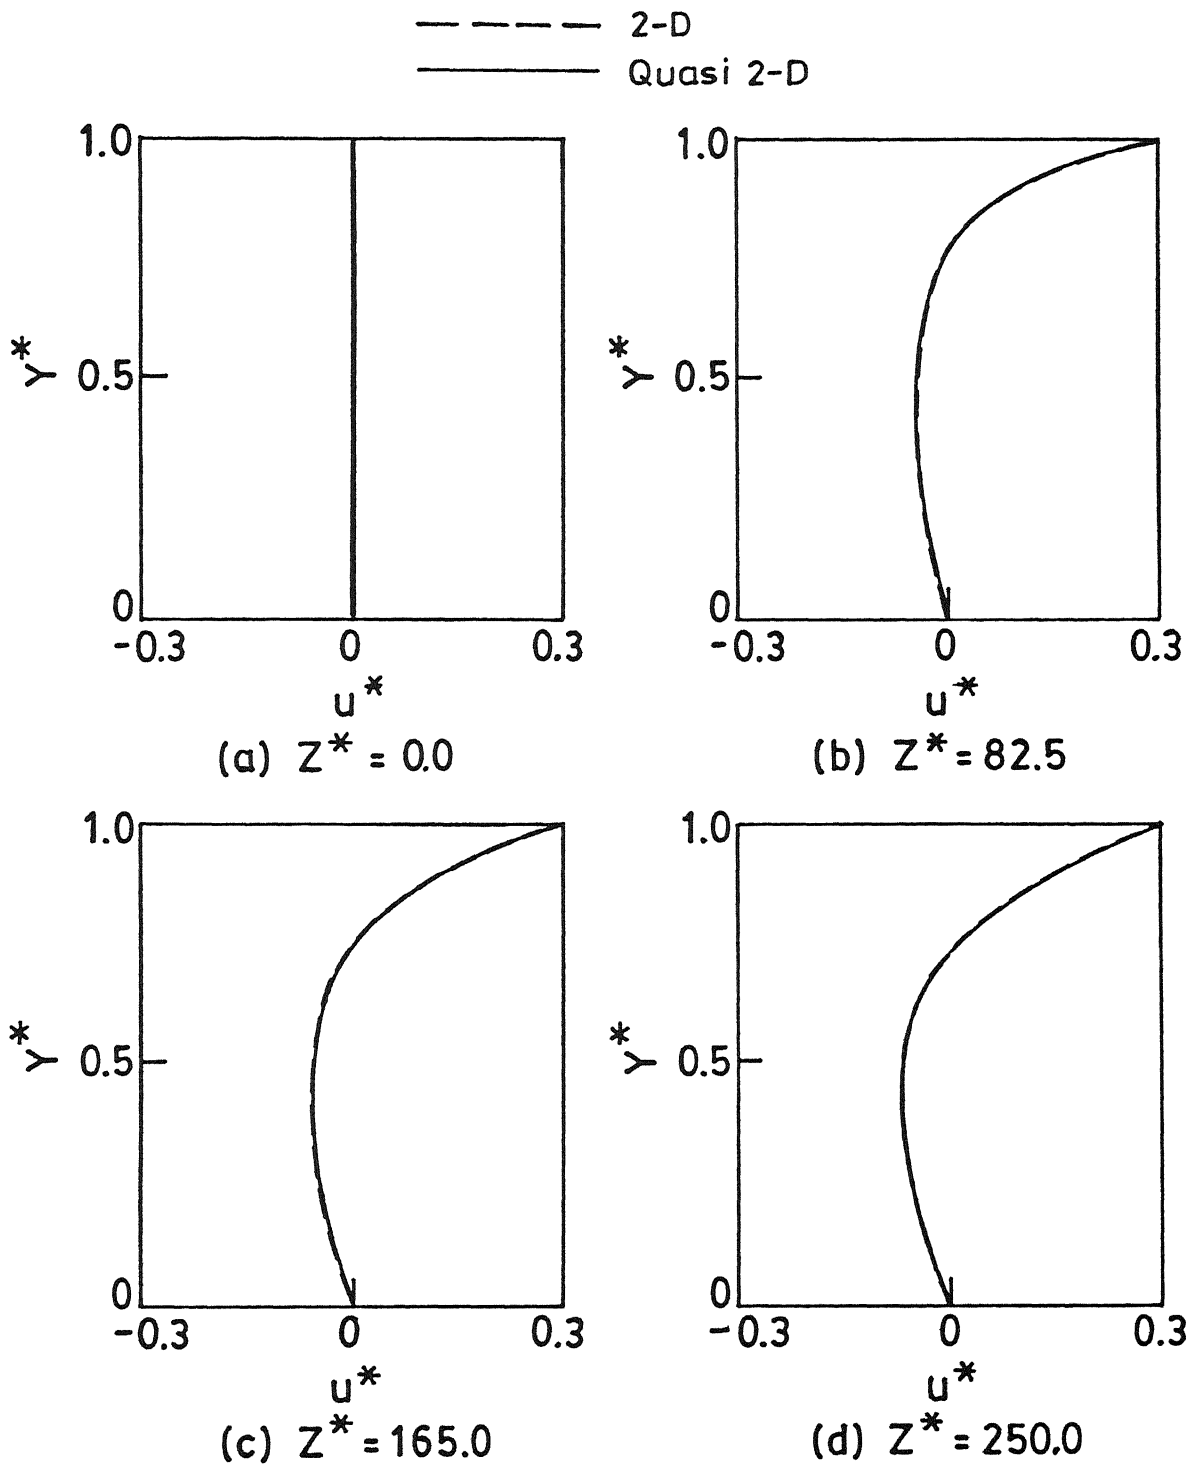 2-D
Quasi 2-D
1.0
Y*
0.5
0
-0.3 0 0.3
u*
(a) Z* = 0.0
1.0
Y*
0.5
0
-0.3 0 0.3
u*
(b) Z* = 82.5
1.0
Y*
0.5
0
-0.3 0 0.3
u*
(c) Z* = 165.0
1.0
Y*
0.5
0
-0.3 0 0.3
u*
(d) Z* = 250.0